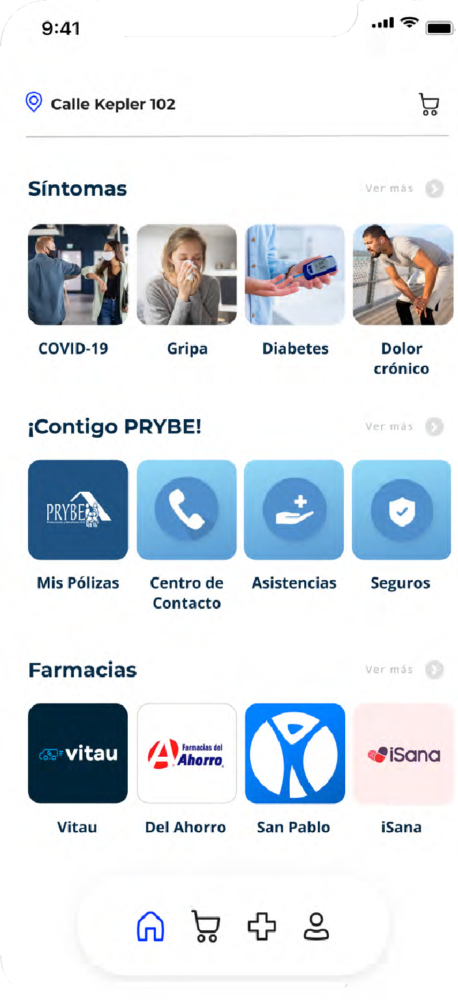 9:41
Calle Kepler 102
Síntomas
Ver más
COVID-19
Gripa
Diabetes
Dolor
crónico
¡Contigo PRYBE!
Ver más
PRYBE
Mis Pólizas
Centro de
Contacto
Asistencias
Seguros
Farmacias
Ver más
vitau
Farmacias del
Ahorro
iSana
Vitau
Del Ahorro
San Pablo
iSana